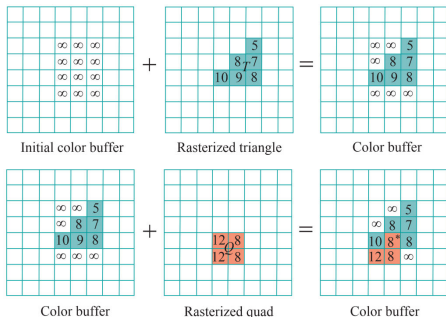 ∞ ∞ ∞ 5 ∞ ∞ 5
∞ ∞ ∞ + 8 T 7 = ∞ 8 7
∞ ∞ ∞ 10 9 8 10 9 8
∞ ∞ ∞ ∞ ∞ ∞
Initial color buffer Rasterized triangle Color buffer
∞ ∞ 5 ∞ ∞ 5
∞ 8 7 + = ∞ 8 7
10 9 8 12 Q 8 10 8* 8
∞ ∞ ∞ 12 8 12 8 ∞
Color buffer Rasterized quad Color buffer